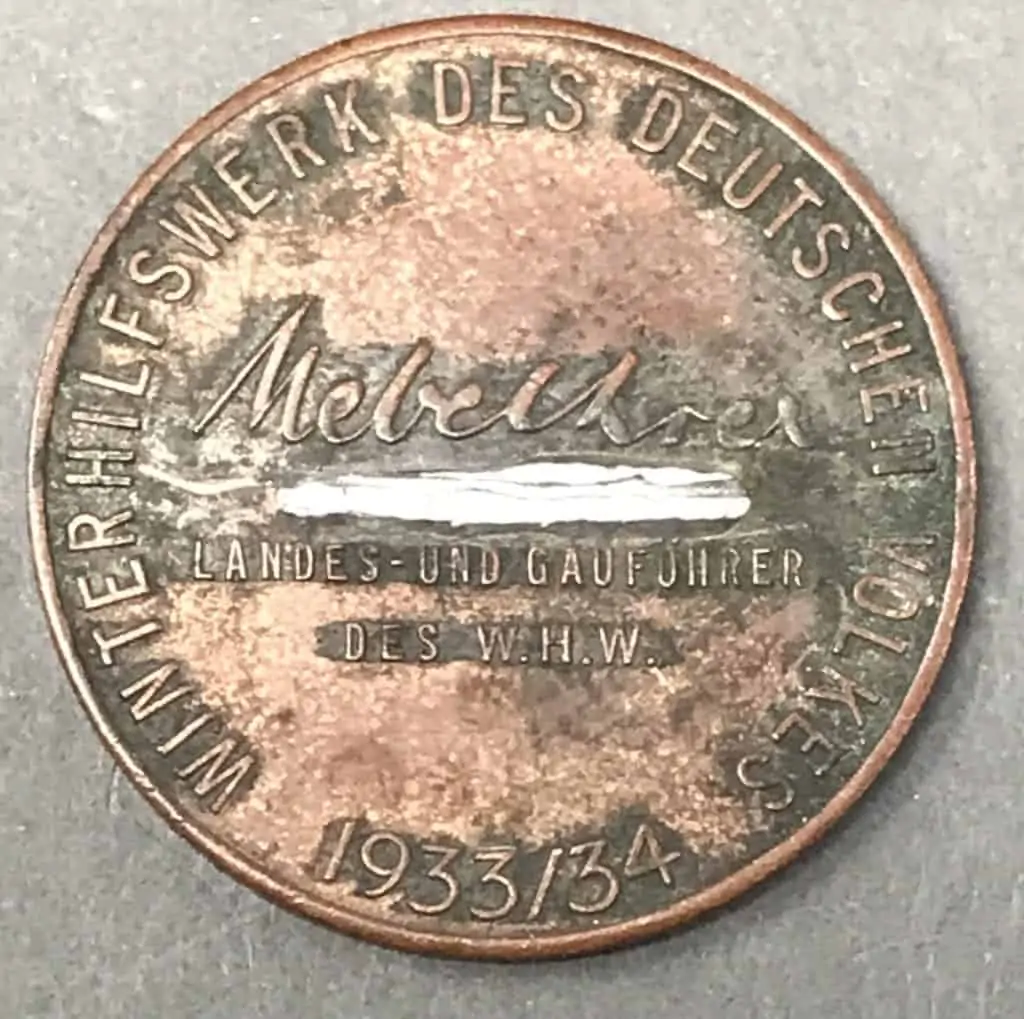 WINTERHILFSWERK DES DEUTSCHEN VOLKES
LANDES-UND GAUFÜHRER
DES W.H.W.
1933/34